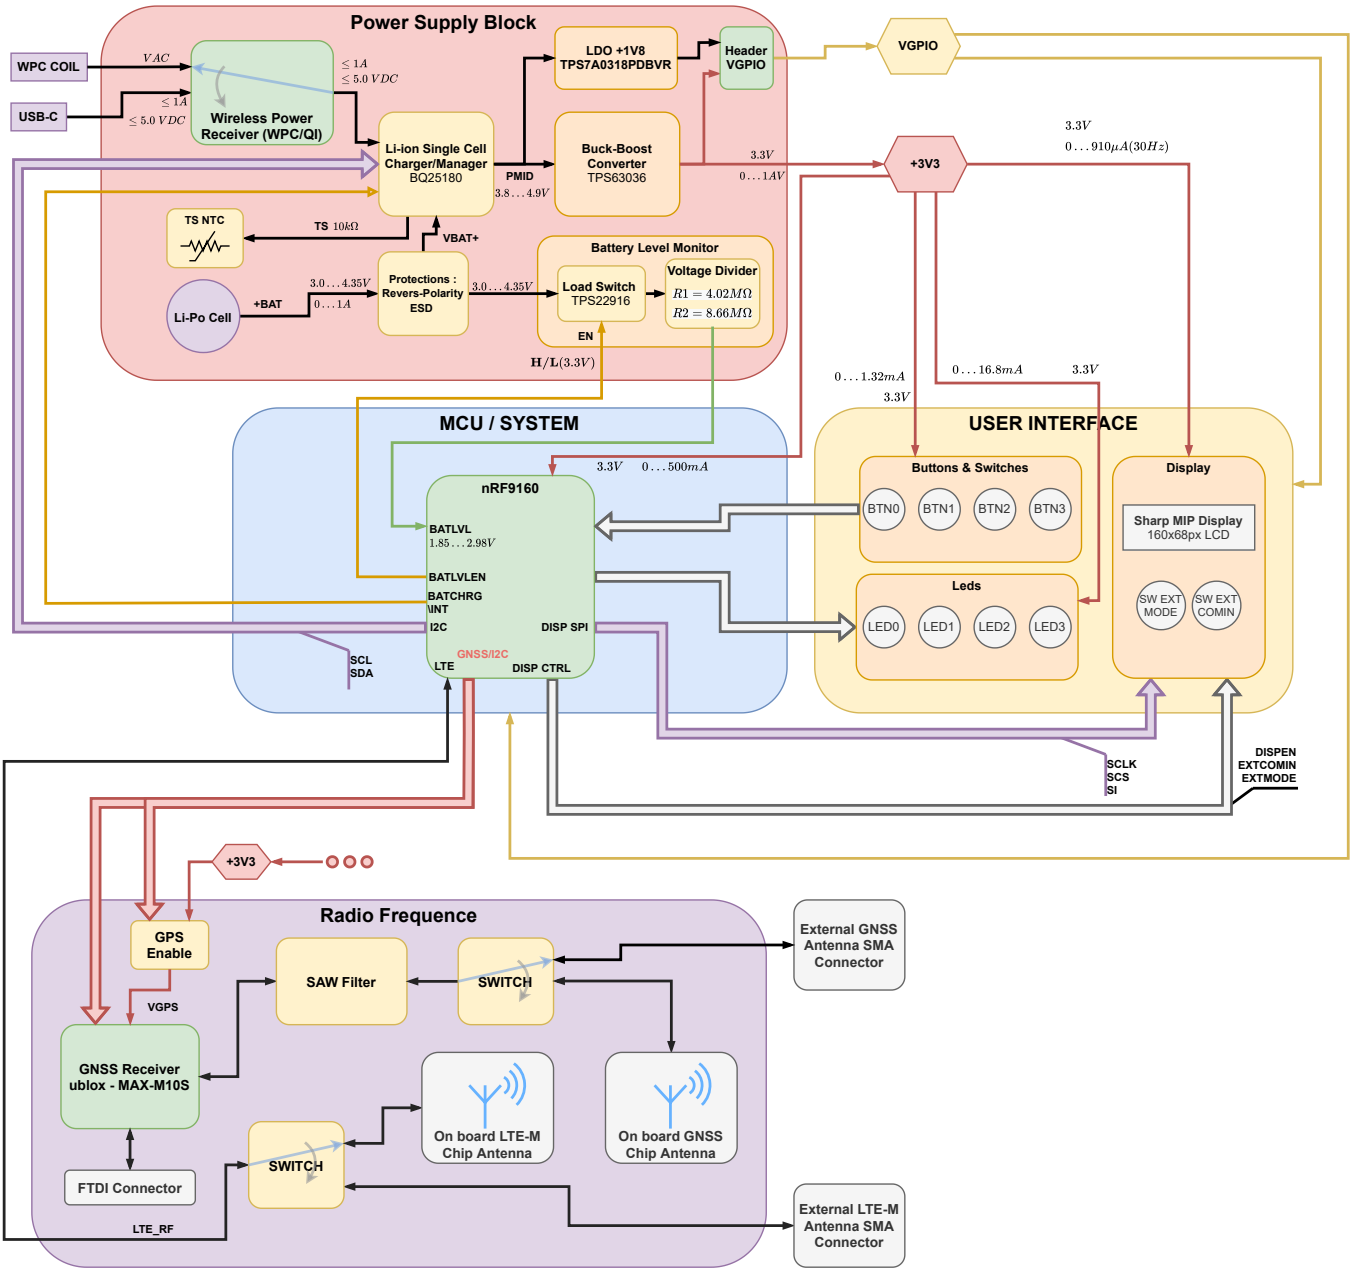 Power Supply Block
WPC COIL
USB-C
VAC
≤ 1A
≤ 5.0 VDC
Wireless Power
Receiver (WPC/QI)
≤ 1A
≤ 5.0 VDC
LDO +1V8
TPS7A0318PDBVR
Header
VGPIO
VGPIO
Li-ion Single Cell
Charger/Manager
BQ25180
PMID
3.8...4.9V
Buck-Boost
Converter
TPS63036
3.3V
0...1AV
+3V3
3.3V
0...910μA(30Hz)
TS NTC
TS 10kΩ
VBAT+
Li-Po Cell
+BAT
3.0...4.35V
0...1A
Protections :
Revers-Polarity
ESD
3.0...4.35V
Battery Level Monitor
Load Switch
TPS22916
Voltage Divider
R1 = 4.02MΩ
R2 = 8.66MΩ
EN
H/L(3.3V)
0...1.32mA
3.3V
0...16.8mA
3.3V
MCU / SYSTEM
3.3V
0...500mA
nRF9160
BATLVL
1.85...2.98V
BATLVLEN
BATCHRG
\INT
I2C
DISP SPI
GNSS/I2C
LTE
DISP CTRL
SCL
SDA
USER INTERFACE
Buttons & Switches
BTN0
BTN1
BTN2
BTN3
Leds
LED0
LED1
LED2
LED3
Display
Sharp MIP Display
160x68px LCD
SW EXT
MODE
SW EXT
COMIN
SCLK
SCS
SI
DISPEN
EXTCOMIN
EXTMODE
+3V3
Radio Frequence
GPS
Enable
VGPS
SAW Filter
SWITCH
External GNSS
Antenna SMA
Connector
GNSS Receiver
ublox - MAX-M10S
FTDI Connector
SWITCH
On board LTE-M
Chip Antenna
On board GNSS
Chip Antenna
LTE_RF
External LTE-M
Antenna SMA
Connector